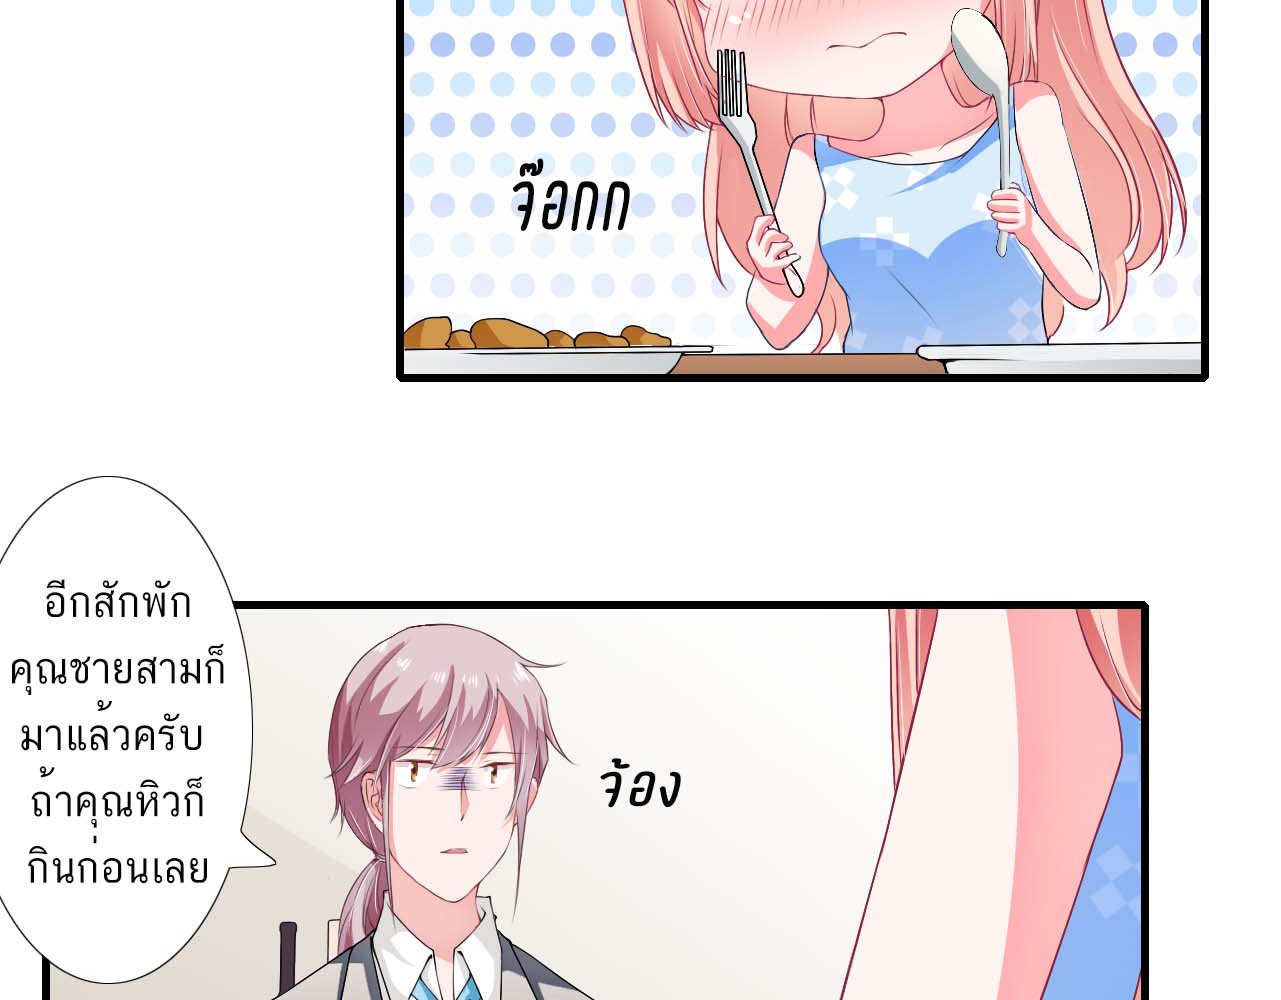 จ๊อกก
อีกสักพัก
คุณชายสามก็
มาแล้วครับ
ถ้าคุณหิวก็
กินก่อนเลย
จ้อง